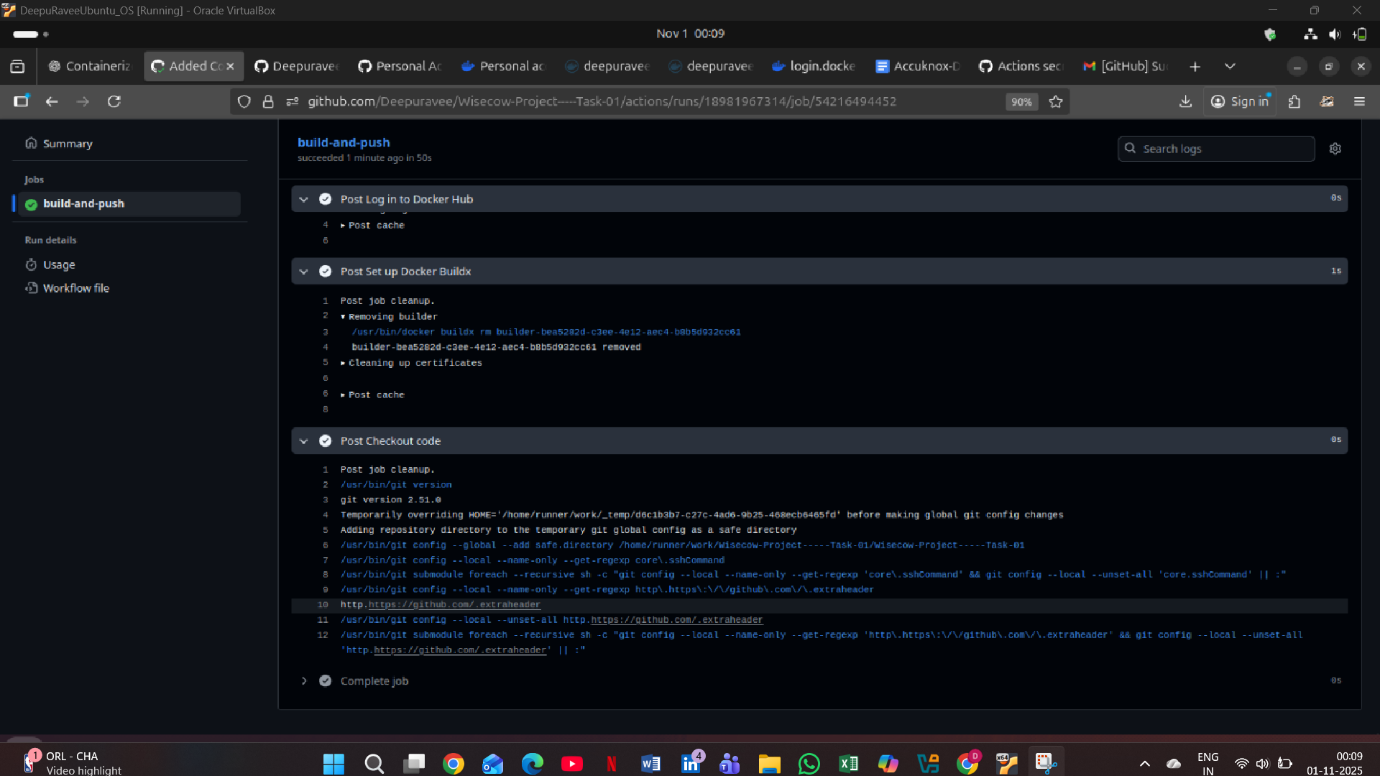 DeepuRaveeUbuntu_OS [Running] - Oracle VirtualBox
Nov 1 00:09
Containeriz
Added Co
Deepurave
Personal Ac
Personal ac
deepurave
deepurave
login.docke
Accuknox-D
Actions sec
[GitHub] Su
github.com/Deepuravee/Wisecow-Project-----Task-01/actions/runs/18981967314/job/54216494452
90%
Sign in
Summary
Jobs
build-and-push
Run details
Usage
Workflow file
build-and-push
succeeded 1 minute ago in 50s
Search logs
Post Log in to Docker Hub 0s
4 Post cache
6
Post Set up Docker Buildx 1s
1 Post job cleanup.
2 Removing builder
3 /usr/bin/docker buildx rm builder-bea5282d-c3ee-4e12-aec4-b8b5d932cc61
4 builder-bea5282d-c3ee-4e12-aec4-b8b5d932cc61 removed
5 Cleaning up certificates
6
6 Post cache
8
Post Checkout code 0s
1 Post job cleanup.
2 /usr/bin/git version
3 git version 2.51.0
4 Temporarily overriding HOME='/home/runner/work/_temp/d6c1b3b7-c27c-4ad6-9b25-468ecb6465fd' before making global git config changes
5 Adding repository directory to the temporary git global config as a safe directory
6 /usr/bin/git config --global --add safe.directory /home/runner/work/Wisecow-Project-----Task-01/Wisecow-Project-----Task-01
7 /usr/bin/git config --local --name-only --get-regexp core\.sshCommand
8 /usr/bin/git submodule foreach --recursive sh -c "git config --local --name-only --get-regexp 'core\.sshCommand' && git config --local --unset-all 'core.sshCommand' || :"
9 /usr/bin/git config --local --name-only --get-regexp http\.https\:\/\/github\.com\/\.extraheader
10 http.https://github.com/.extraheader
11 /usr/bin/git config --local --unset-all http.https://github.com/.extraheader
12 /usr/bin/git submodule foreach --recursive sh -c "git config --local --name-only --get-regexp 'http\.https\:\/\/github\.com\/\.extraheader' && git config --local --unset-all
'http.https://github.com/.extraheader' || :"
Complete job 0s
1
ORL - CHA
Video highlight
4
D
ENG
IN
00:09
01-11-2025